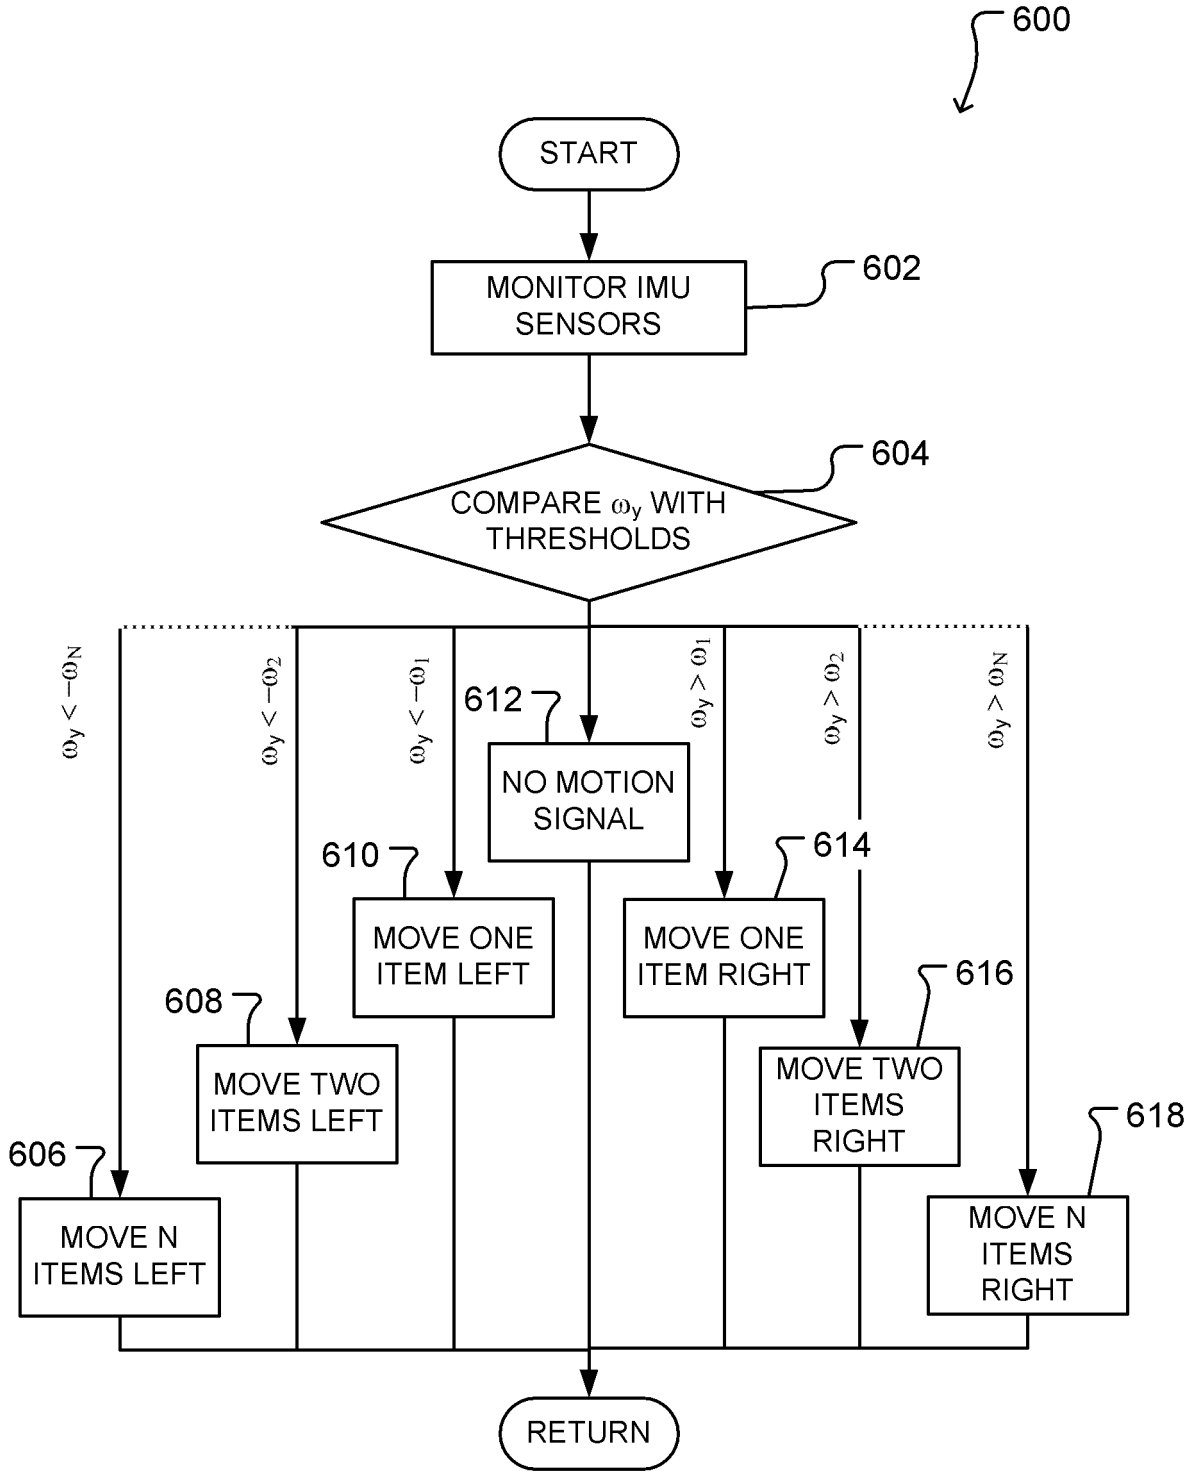 600
START
MONITOR IMU
SENSORS
602
COMPARE ωy WITH
THRESHOLDS
604
ωy < −ωN
ωy < −ω2
ωy < −ω1
ωy > ω1
ωy > ω2
ωy > ωN
612
NO MOTION
SIGNAL
610
MOVE ONE
ITEM LEFT
614
MOVE ONE
ITEM RIGHT
608
MOVE TWO
ITEMS LEFT
616
MOVE TWO
ITEMS
RIGHT
606
MOVE N
ITEMS LEFT
618
MOVE N
ITEMS
RIGHT
RETURN